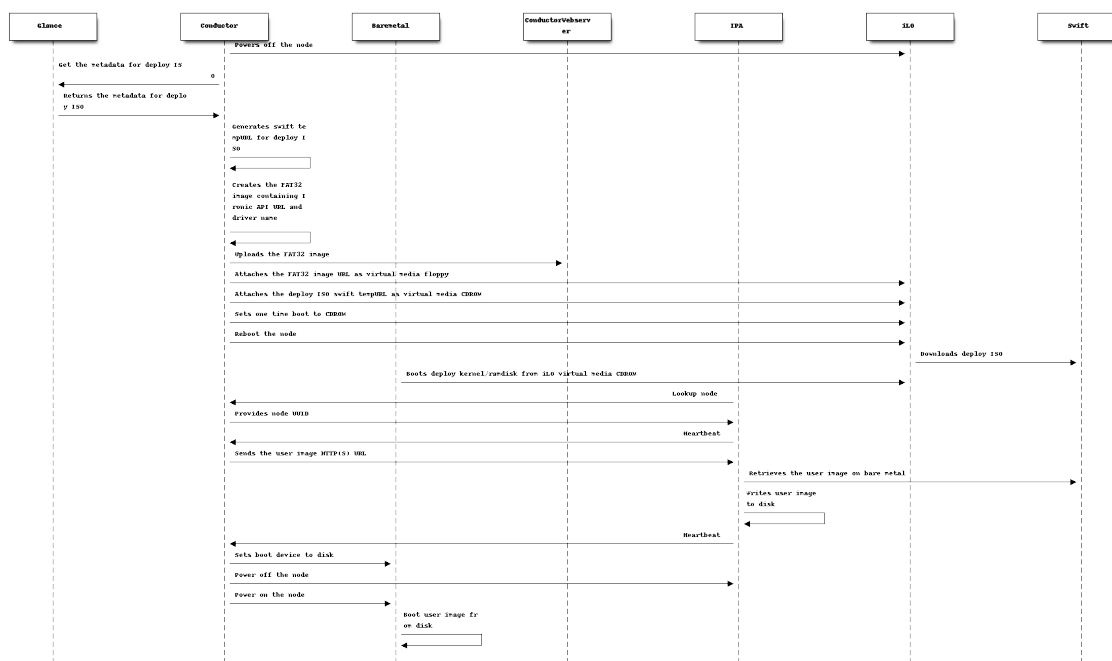 Glance
Conductor
Baremetal
ConductorWebserv
er
IPA
iLO
Swift
Powers off the node
Get the metadata for deploy IS
O
Returns the metadata for deplo
y ISO
Generates swift te
mpURL for deploy I
SO
Creates the FAT32
image containing I
ronic API URL and
driver name
Uploads the FAT32 image
Attaches the FAT32 image URL as virtual media floppy
Attaches the deploy ISO swift tempURL as virtual media CDROM
Sets one time boot to CDROM
Reboot the node
Downloads deploy ISO
Boots deploy kernel/ramdisk from iLO virtual media CDROM
Lookup node
Provides node UUID
Heartbeat
Sends the user image HTTP(S) URL
Retrieves the user image on bare metal
Writes user image
to disk
Heartbeat
Sets boot device to disk
Power off the node
Power on the node
Boot user image fr
om disk